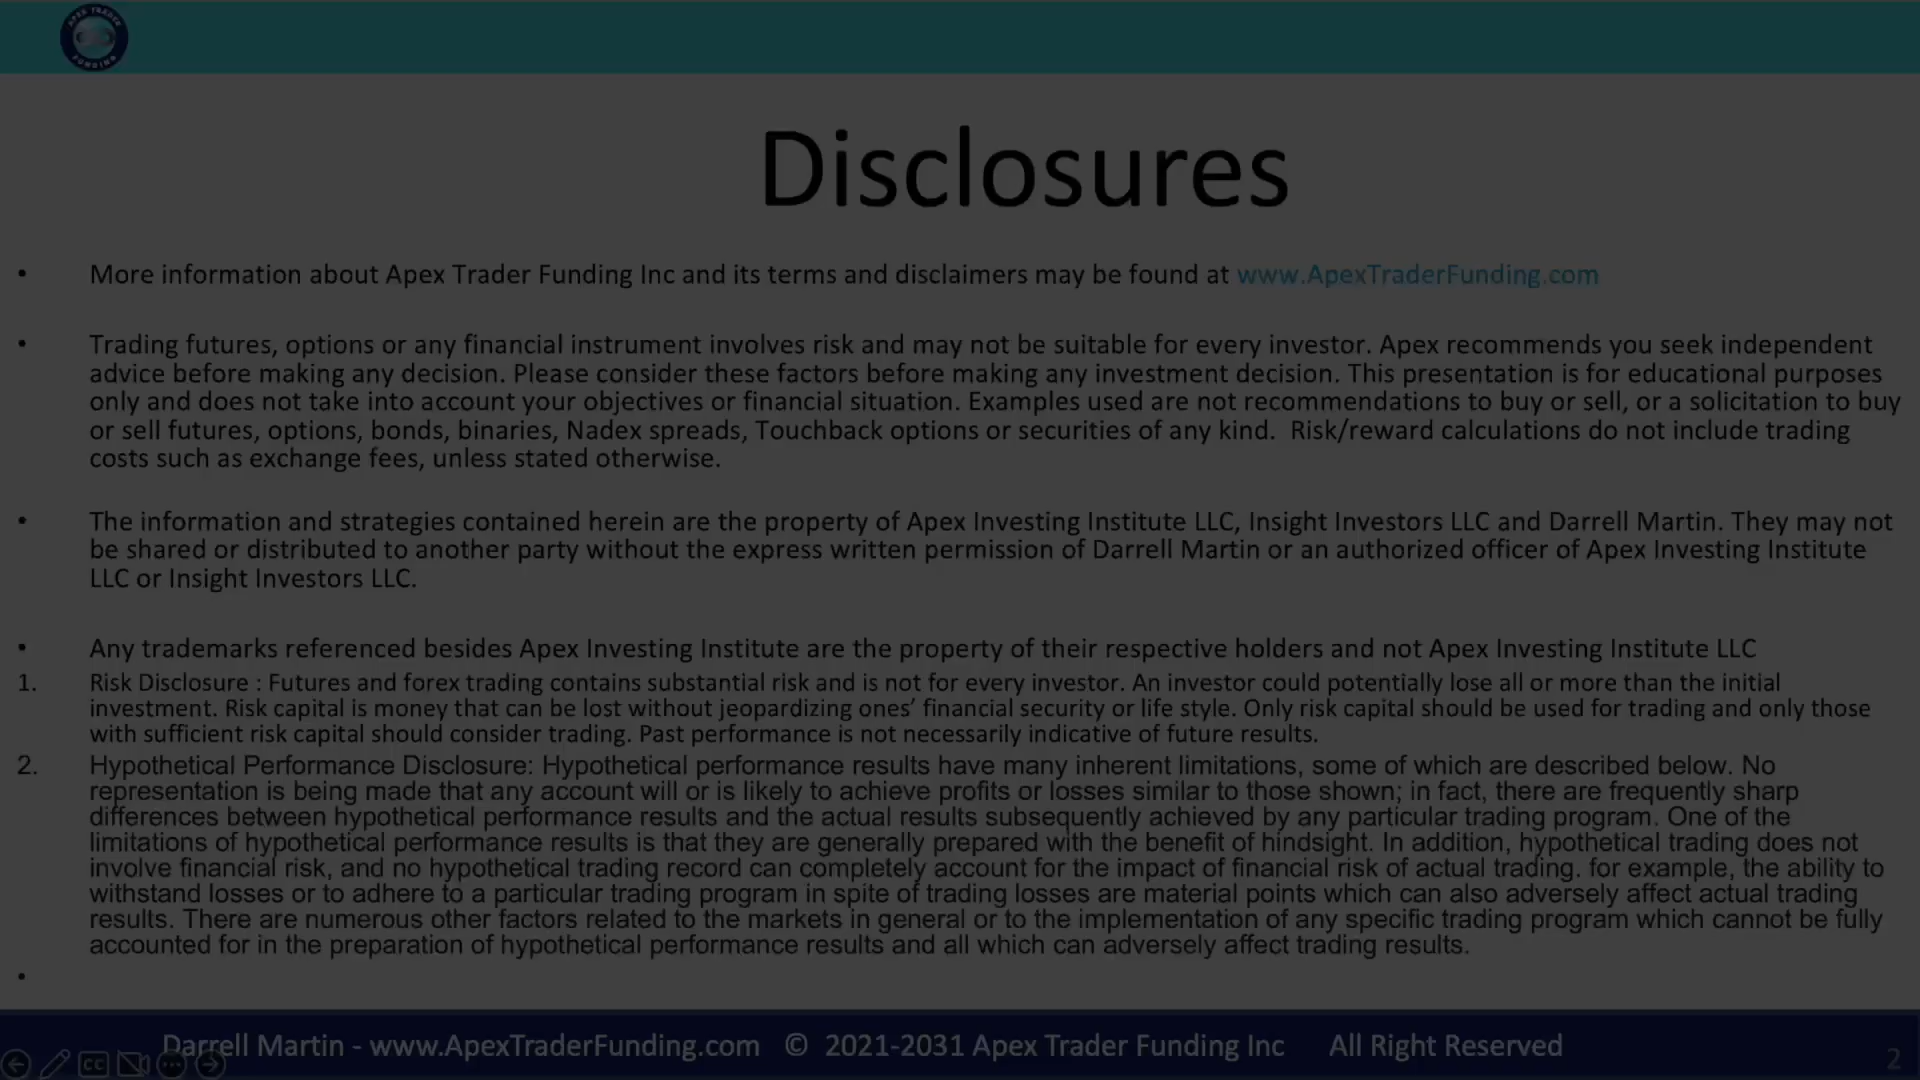 APEX TRADER
FUNDING
Disclosures
• More information about Apex Trader Funding Inc and its terms and disclaimers may be found at www.ApexTraderFunding.com
• Trading futures, options or any financial instrument involves risk and may not be suitable for every investor. Apex recommends you seek independent
advice before making any decision. Please consider these factors before making any investment decision. This presentation is for educational purposes
only and does not take into account your objectives or financial situation. Examples used are not recommendations to buy or sell, or a solicitation to buy
or sell futures, options, bonds, binaries, Nadex spreads, Touchback options or securities of any kind.  Risk/reward calculations do not include trading
costs such as exchange fees, unless stated otherwise.
• The information and strategies contained herein are the property of Apex Investing Institute LLC, Insight Investors LLC and Darrell Martin. They may not
be shared or distributed to another party without the express written permission of Darrell Martin or an authorized officer of Apex Investing Institute
LLC or Insight Investors LLC.
• Any trademarks referenced besides Apex Investing Institute are the property of their respective holders and not Apex Investing Institute LLC
1. Risk Disclosure : Futures and forex trading contains substantial risk and is not for every investor. An investor could potentially lose all or more than the initial
investment. Risk capital is money that can be lost without jeopardizing ones’ financial security or life style. Only risk capital should be used for trading and only those
with sufficient risk capital should consider trading. Past performance is not necessarily indicative of future results.
2. Hypothetical Performance Disclosure: Hypothetical performance results have many inherent limitations, some of which are described below. No
representation is being made that any account will or is likely to achieve profits or losses similar to those shown; in fact, there are frequently sharp
differences between hypothetical performance results and the actual results subsequently achieved by any particular trading program. One of the
limitations of hypothetical performance results is that they are generally prepared with the benefit of hindsight. In addition, hypothetical trading does not
involve financial risk, and no hypothetical trading record can completely account for the impact of financial risk of actual trading. for example, the ability to
withstand losses or to adhere to a particular trading program in spite of trading losses are material points which can also adversely affect actual trading
results. There are numerous other factors related to the markets in general or to the implementation of any specific trading program which cannot be fully
accounted for in the preparation of hypothetical performance results and all which can adversely affect trading results.
•
Darrell Martin - www.ApexTraderFunding.com © 2021-2031 Apex Trader Funding Inc All Right Reserved
CC
2